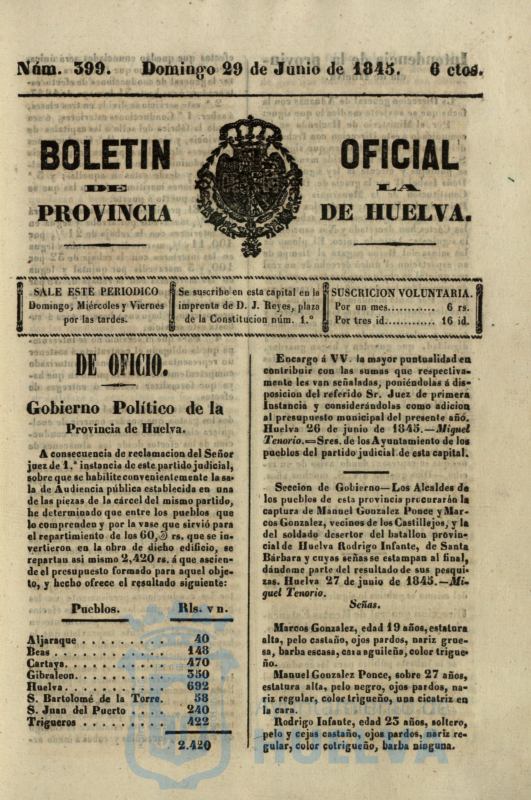 Núm. 399. Domingo 29 de Junio de 1845. 6 ctos.
BOLETIN OFICIAL
DE LA
PROVINCIA DE HUELVA.
SALE ESTE PERIODICO
Domingo, Miércoles y Viernes
por las tardes.
Se suscribe en esta capital en la
imprenta de D. J. Reyes, plaza
de la Constitucion núm. 1.º
SUSCRICION VOLUNTARIA.
Por un mes............ 6 rs.
Por tres id............ 16 id.
DE OFICIO.
Gobierno Político de la
Provincia de Huelva.
A consecuencia de reclamacion del Señor
juez de 1.ª instancia de este partido judicial,
sobre que se habilite convenientemente la sa-
la de Audiencia pública establecida en una
de las piezas de la cárcel del mismo partido,
he determinado que entre los pueblos que
lo comprenden y por la vase que sirvió para
el repartimiento de los rs. que se in-
vertieron en la obra de dicho edificio, se
repartan asi mismo 2,420 rs. á que ascien-
de el presupuesto formado para aquel obje-
to, y hecho ofrece el resultado siguiente:
Pueblos. Rls. vn.
Aljaraque . . . . . . . . 40
Beas . . . . . . . . . . 148
Cartaya. . . . . . . . . 470
Gibraleon. . . . . . . . 350
Huelva. . . . . . . . . 692
S. Bartolomé de la Torre. 58
S. Juan del Puerto . . . . 240
Trigueros . . . . . . . 422
2.420
Encargo á VV. la mayor puntualidad en
contribuir con las sumas que respectiva-
mente les van señaladas, poniéndolas á dis-
posicion del referido Sr. Juez de primera
Instancia y considerándolas como adicion
al presupuesto municipal del presente año.
Huelva 26 de junio de 1845.—Miguel
Tenorio.=Sres. de los Ayuntamiento de los
pueblos del partido judicial de esta capital.
Seccion de Gobierno—Los Alcaldes de
los pueblos de esta provincia procurarán la
captura de Manuel Gonzalez Ponce y Mar-
cos Gonzalez, vecinos de los Castillejos, y la
del soldado desertor del batallon provin-
cial de Huelva Rodrigo Infante, de Santa
Bárbara y cuyas señas se estampan al final,
dándome parte del resultado de sus pesqui-
zas. Huelva 27 de junio de 1845.—Mi-
guel Tenorio.
Señas.
Marcos Gonzalez, edad 19 años, estatura
alta, pelo castaño, ojos pardos, nariz grue-
sa, barba escasa, cara aguileña, color trigue-
ño.
Manuel Gonzalez Ponce, sobre 27 años,
estatura alta, pelo negro, ojos pardos, na-
riz regular, color trigueño, una cicatriz en
la cara.
Rodrigo Infante, edad 23 años, soltero,
pelo y cejas castaño, ojos pardos, nariz re-
gular, color cotrigueño, barba ninguna.
HUELVA